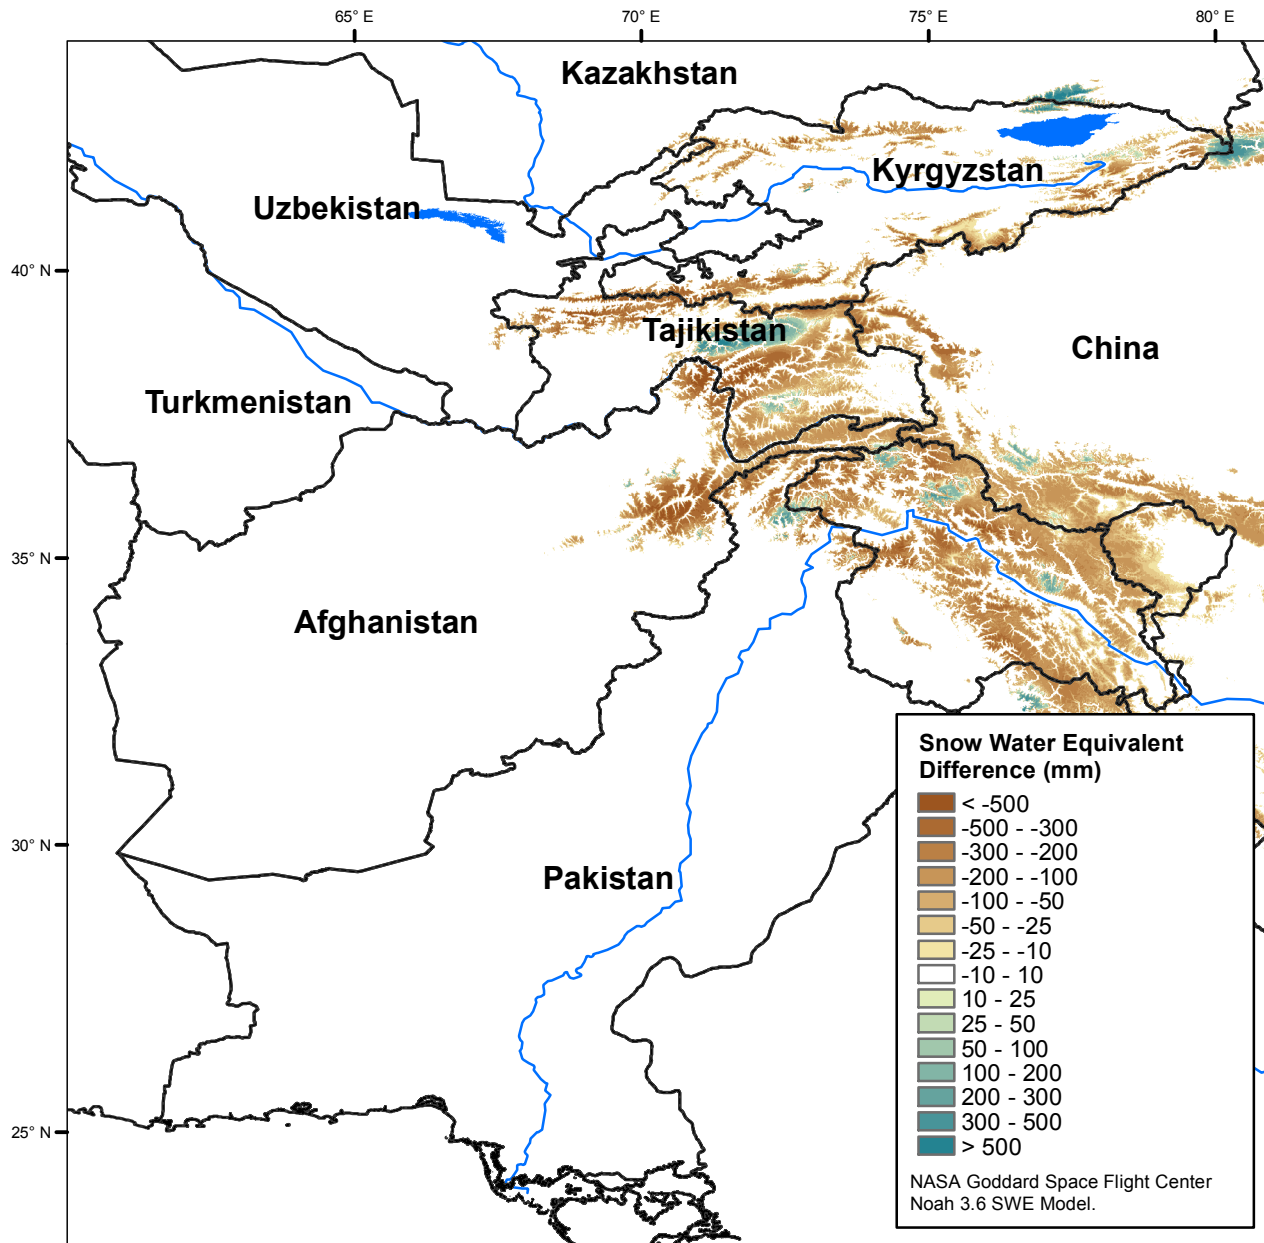 65° E
70° E
75° E
80° E
Kazakhstan
Kyrgyzstan
Uzbekistan
40° N
Tajikistan
China
Turkmenistan
35° N
Afghanistan
Snow Water Equivalent
Difference (mm)
< -500
-500 - -300
-300 - -200
-200 - -100
-100 - -50
-50 - -25
-25 - -10
-10 - 10
10 - 25
25 - 50
50 - 100
100 - 200
200 - 300
300 - 500
> 500
NASA Goddard Space Flight Center
Noah 3.6 SWE Model.
30° N
Pakistan
25° N